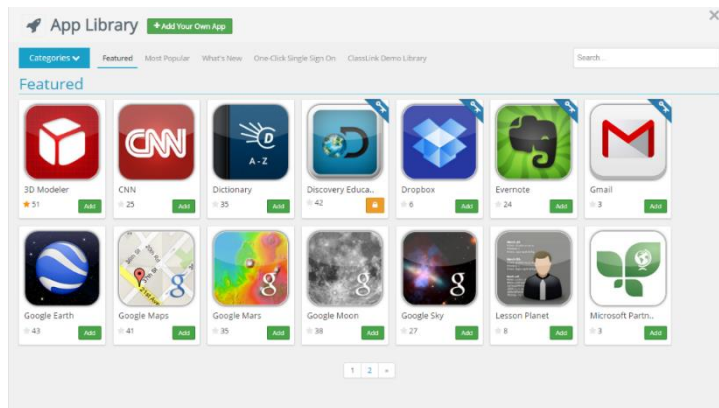 App Library
+ Add Your Own App
×
Categories
Featured
Most Popular
What's New
One-Click Single Sign On
ClassLink Demo Library
Search...
Featured
CNN
A - Z
D
3D Modeler
CNN
Dictionary
Discovery Educa..
Dropbox
Evernote
Gmail
51
Add
25
Add
35
Add
42
6
Add
24
Add
3
Add
g
g
g
g
Google Earth
Google Maps
Google Mars
Google Moon
Google Sky
Lesson Planet
Microsoft Partn..
43
Add
41
Add
35
Add
38
Add
27
Add
8
Add
3
Add
1 2 »